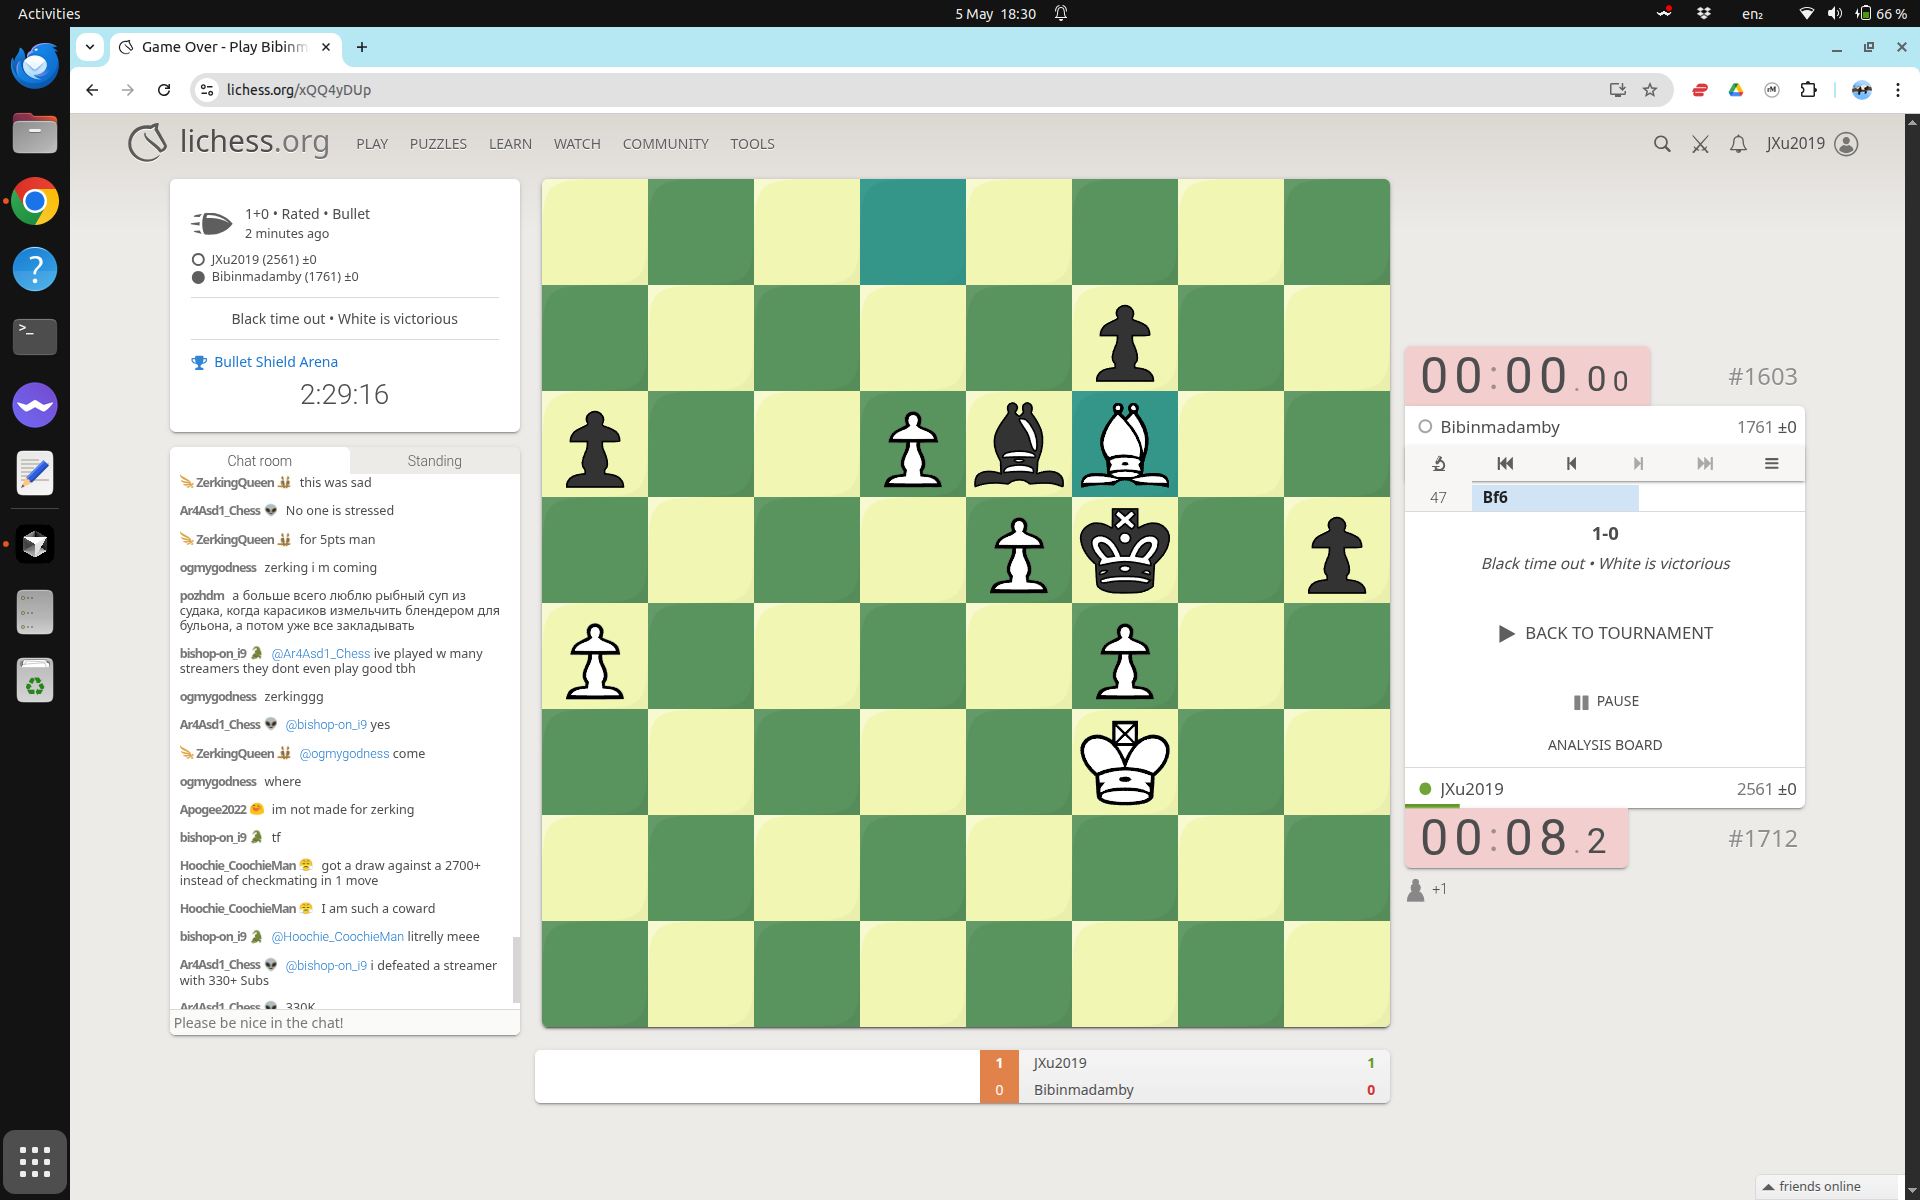 Activities
5 May 18:30
en₂
66 %
Game Over - Play Bibinm
lichess.org/xQQ4yDUp
lichess.org
PLAY
PUZZLES
LEARN
WATCH
COMMUNITY
TOOLS
JXu2019
1+0 • Rated • Bullet
2 minutes ago
JXu2019 (2561) ±0
Bibinmadamby (1761) ±0
Black time out • White is victorious
Bullet Shield Arena
2:29:16
Chat room
Standing
ZerkingQueen this was sad
Ar4Asd1_Chess No one is stressed
ZerkingQueen for 5pts man
ogmygodness zerking i m coming
pozhdm а больше всего люблю рыбный суп из
судака, когда карасиков измельчить блендером для
бульона, а потом уже все закладывать
bishop-on_i9 @Ar4Asd1_Chess ive played w many
streamers they dont even play good tbh
ogmygodness zerkinggg
Ar4Asd1_Chess @bishop-on_i9 yes
ZerkingQueen @ogmygodness come
ogmygodness where
Apogee2022 im not made for zerking
bishop-on_i9 tf
Hoochie_CoochieMan got a draw against a 2700+
instead of checkmating in 1 move
Hoochie_CoochieMan I am such a coward
bishop-on_i9 @Hoochie_CoochieMan litrelly meee
Ar4Asd1_Chess @bishop-on_i9 i defeated a streamer
with 330+ Subs
Ar4Asd1_Chess 330K
Please be nice in the chat!
00:00.00
#1603
Bibinmadamby
1761 ±0
47 Bf6
1-0
Black time out • White is victorious
BACK TO TOURNAMENT
PAUSE
ANALYSIS BOARD
JXu2019
2561 ±0
00:08.2
#1712
+1
1 JXu2019 1
0 Bibinmadamby 0
friends online